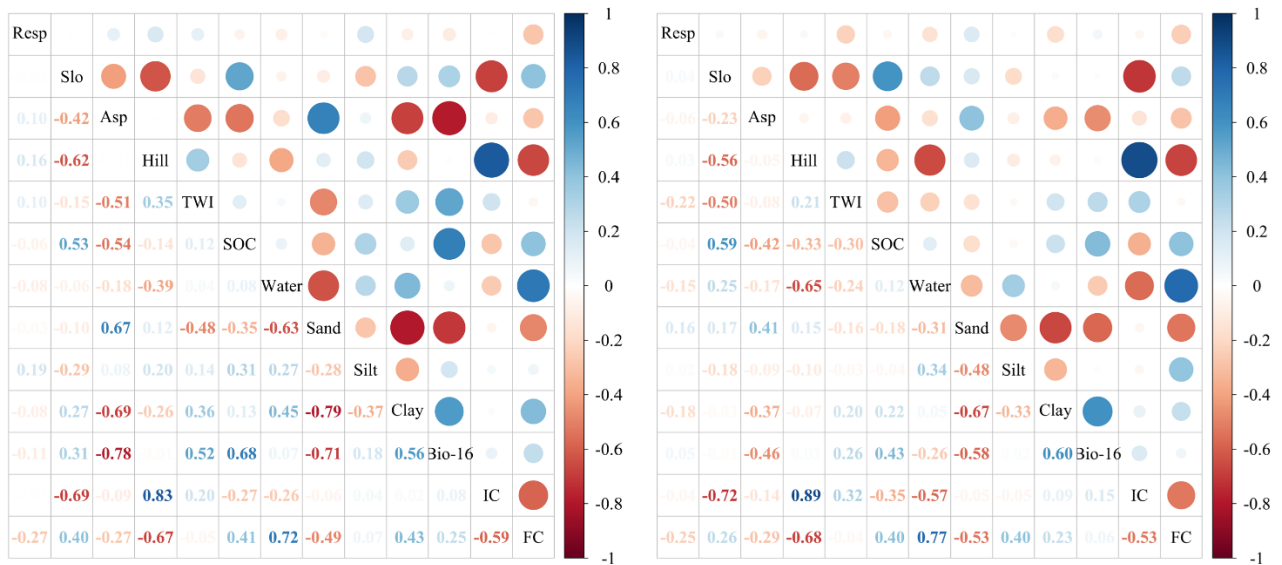 Resp
Slo
0.10 -0.42 Asp
0.16 -0.62 Hill
0.10 -0.15 -0.51 0.35 TWI
-0.06 0.53 -0.54 -0.14 0.12 SOC
-0.08 -0.06 -0.18 -0.39 0.04 0.08 Water
-0.03 -0.10 0.67 0.12 -0.48 -0.35 -0.63 Sand
0.19 -0.29 0.08 0.20 0.14 0.31 0.27 -0.28 Silt
-0.08 0.27 -0.69 -0.26 0.36 0.13 0.45 -0.79 -0.37 Clay
-0.11 0.31 -0.78 0.52 0.68 0.07 -0.71 0.18 0.56 Bio-16
-0.69 -0.09 0.83 0.20 -0.27 -0.26 -0.06 0.04 0.02 0.08 IC
-0.27 0.40 -0.27 -0.67 -0.05 0.41 0.72 -0.49 0.07 0.43 0.25 -0.59 FC
1
0.8
0.6
0.4
0.2
0
-0.2
-0.4
-0.6
-0.8
-1
Resp
0.04 Slo
-0.06 -0.23 Asp
0.03 -0.56 -0.05 Hill
-0.22 -0.50 -0.08 0.21 TWI
-0.04 0.59 -0.42 -0.33 -0.30 SOC
-0.15 0.25 -0.17 -0.65 -0.24 0.12 Water
0.16 0.17 0.41 0.15 -0.16 -0.18 -0.31 Sand
-0.18 -0.09 -0.10 -0.03 -0.04 0.34 -0.48 Silt
-0.18 0.03 -0.37 -0.07 0.20 0.22 0.05 -0.67 -0.33 Clay
0.05 -0.46 0.26 0.43 -0.26 -0.58 0.60 Bio-16
-0.04 -0.72 -0.14 0.89 0.32 -0.35 -0.57 -0.05 -0.05 0.09 0.15 IC
-0.25 0.26 -0.29 -0.68 -0.04 0.40 0.77 -0.53 0.40 0.23 0.06 -0.53 FC
1
0.8
0.6
0.4
0.2
0
-0.2
-0.4
-0.6
-0.8
-1